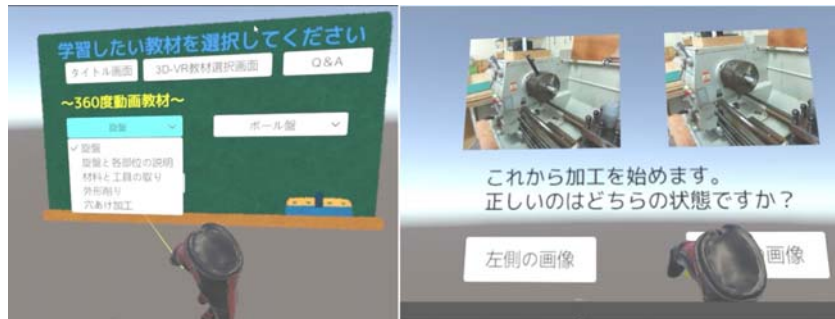 学習したい教材を選択してください
タイトル画面
3D-VR教材選択画面
Q&A
～360度動画教材～
旋盤
ボール盤
✓旋盤
旋盤と各部位の説明
材料と工具の取り
外形削り
穴あけ加工
これから加工を始めます。
正しいのはどちらの状態ですか？
左側の画像
画像